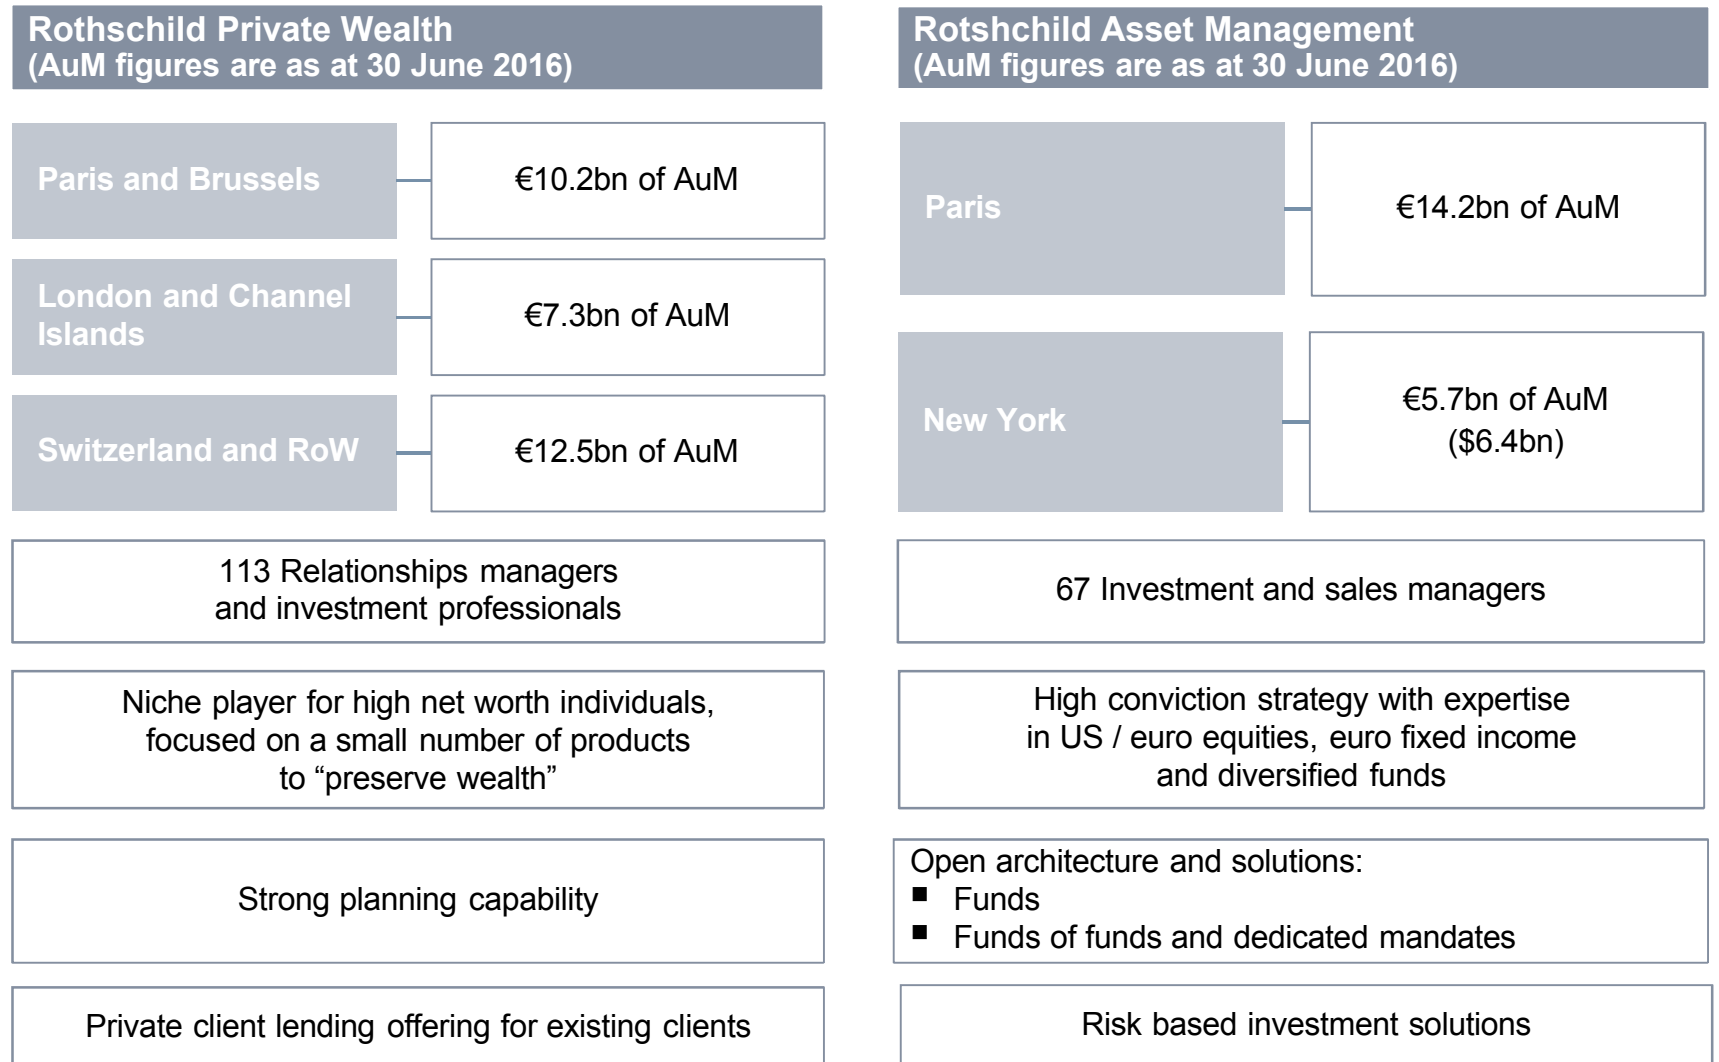 Rothschild Private Wealth
(AuM figures are as at 30 June 2016)
Paris and Brussels
€10.2bn of AuM
London and Channel
Islands
€7.3bn of AuM
Switzerland and RoW
€12.5bn of AuM
113 Relationships managers
and investment professionals
Niche player for high net worth individuals,
focused on a small number of products
to “preserve wealth”
Strong planning capability
Private client lending offering for existing clients
Rotshchild Asset Management
(AuM figures are as at 30 June 2016)
Paris
€14.2bn of AuM
New York
€5.7bn of AuM
($6.4bn)
67 Investment and sales managers
High conviction strategy with expertise
in US / euro equities, euro fixed income
and diversified funds
Open architecture and solutions:
■ Funds
■ Funds of funds and dedicated mandates
Risk based investment solutions